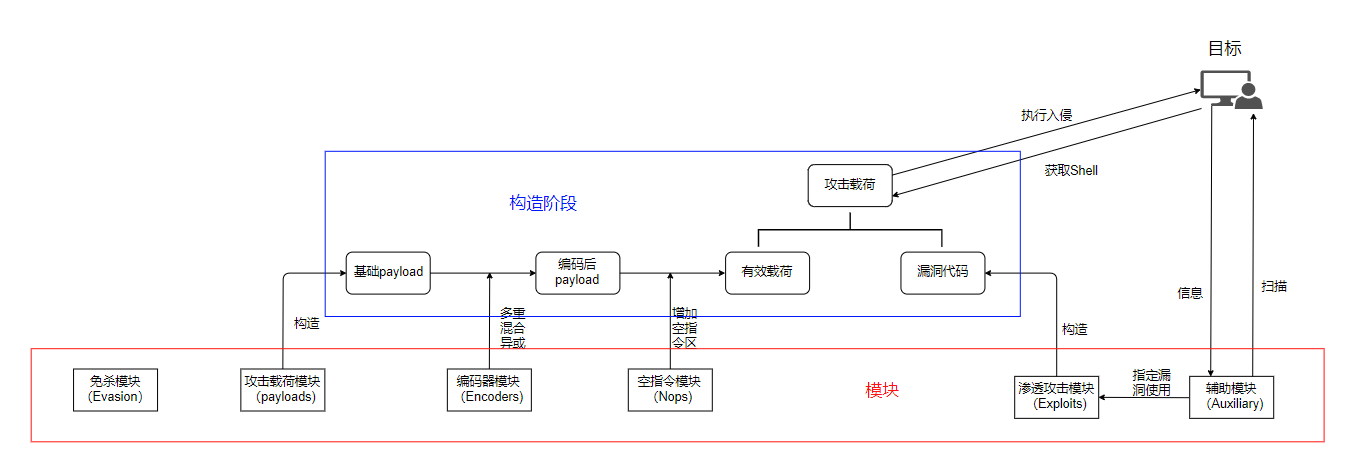 目标
执行入侵
获取Shell
攻击载荷
构造阶段
基础payload
编码后
payload
有效载荷
漏洞代码
信息
扫描
构造
多重
混合
异或
增加
空指
令区
构造
免杀模块
（Evasion）
攻击载荷模块
（payloads）
编码器模块
（Encoders）
空指令模块
（Nops）
模块
渗透攻击模块
（Exploits）
指定漏
洞使用
辅助模块
（Auxiliary）